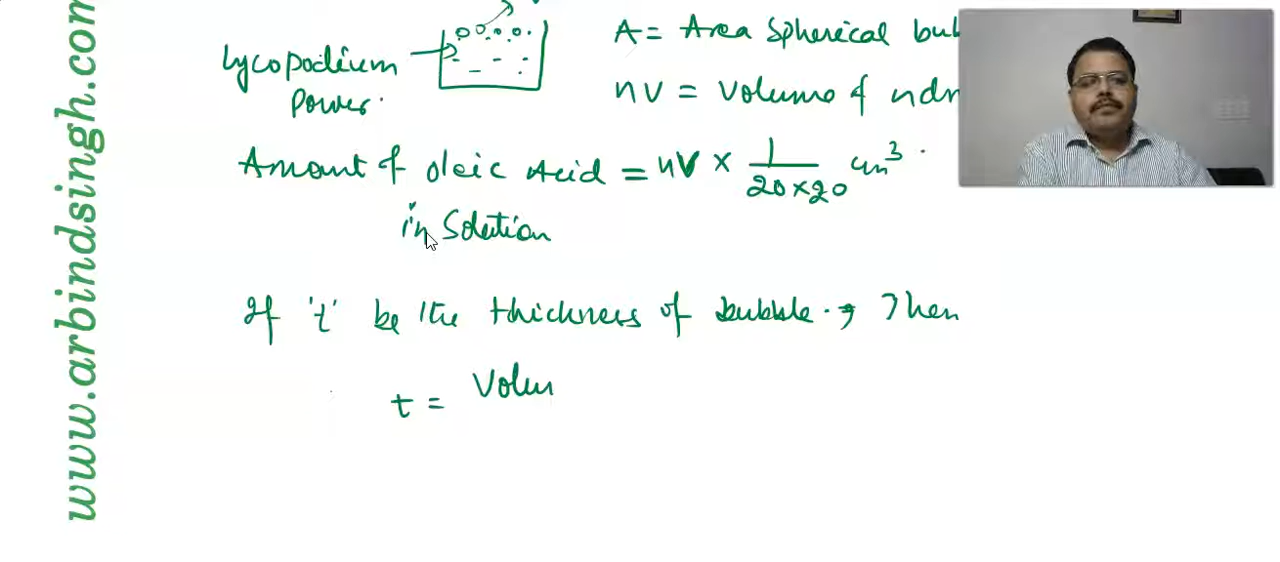 www.arbindsingh.com
Lycopodium
Power.
A = Area Spherical bub
nV = Volume of ndr
Amount of Oleic Acid = nV × 1/20×20 cm³.
in Solution
If 't' be the thickness of bubble. Then
t = Volum